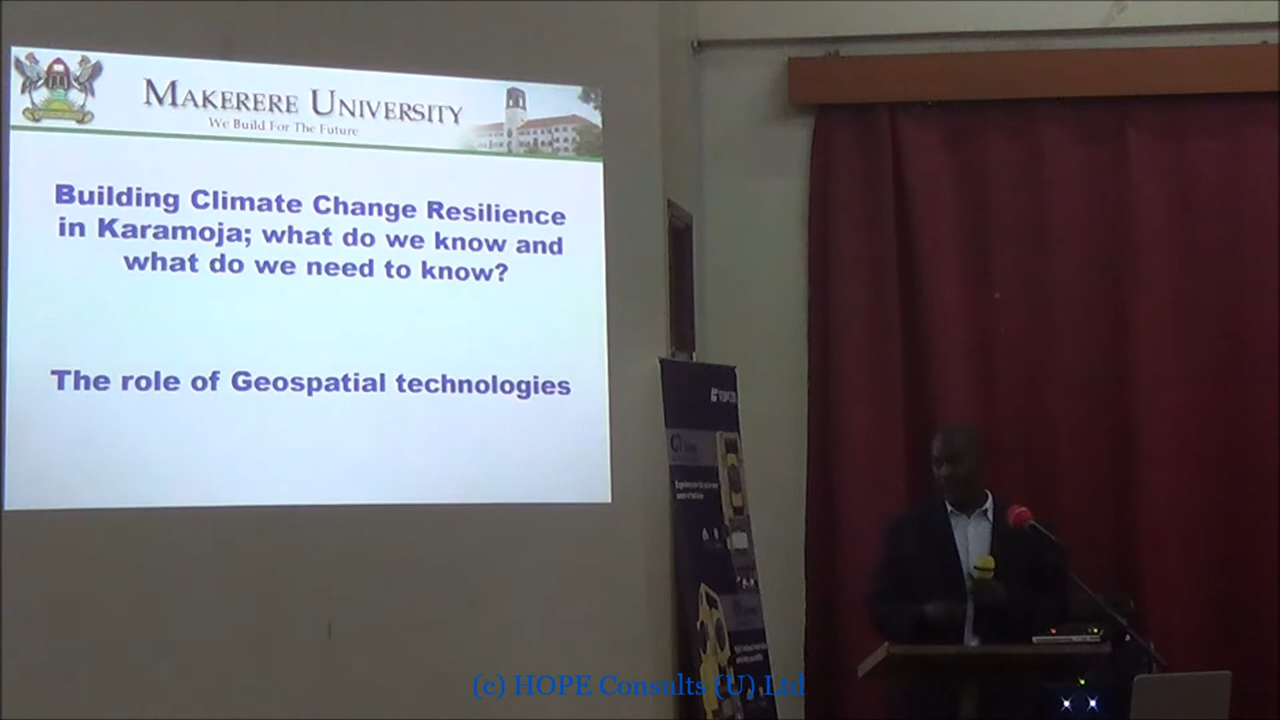 MAKERERE UNIVERSITY
We Build For The Future
Building Climate Change Resilience
in Karamoja; what do we know and
what do we need to know?
The role of Geospatial technologies
(c) HOPE Consults (U) Ltd